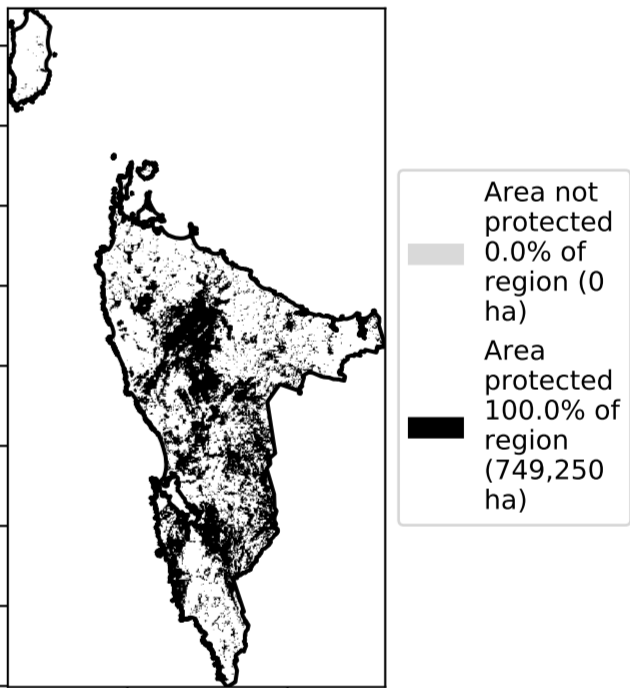 Area not
protected
0.0% of
region (0
ha)
Area
protected
100.0% of
region
(749,250
ha)